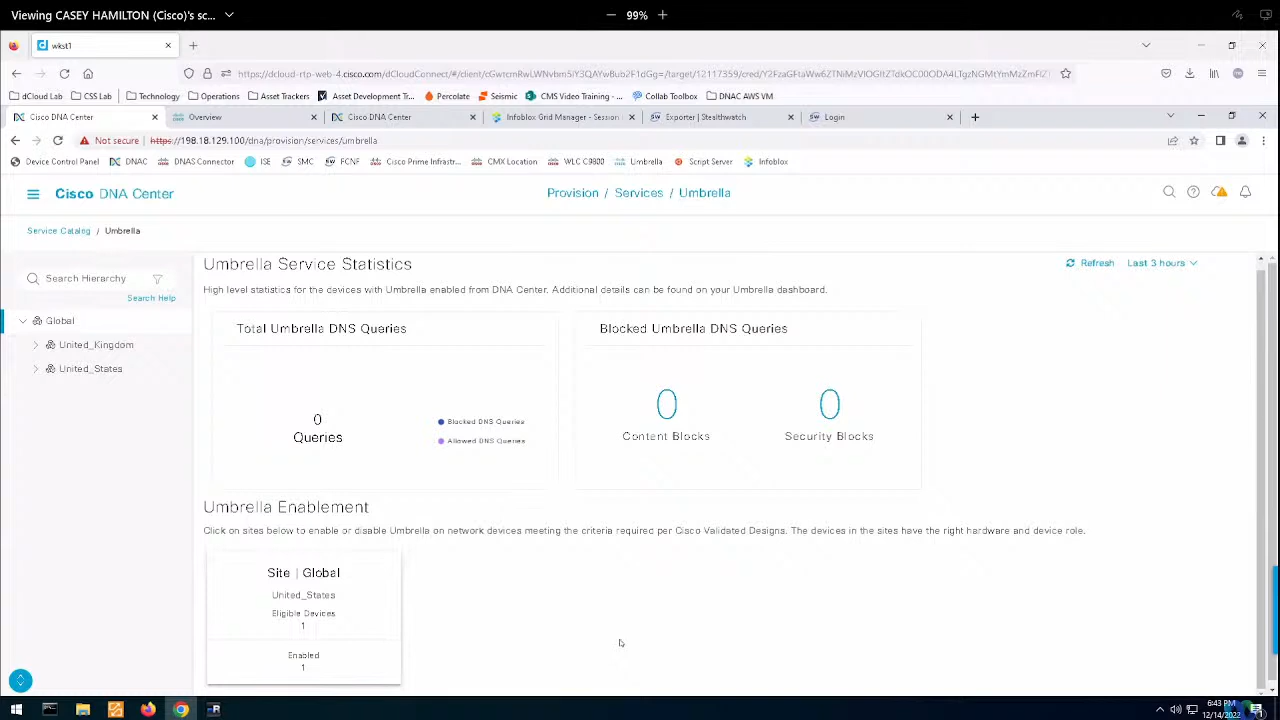 Viewing CASEY HAMILTON (Cisco)'s sc...
99%
wkst1
https://dcloud-rtp-web-4.cisco.com/dCloudConnect/#/client/
dCloud Lab
CSS Lab
Technology
Operations
Asset Trackers
Asset Development Tr...
Percolate
Seismic
CMS Video Training - ...
Collab Toolbox
DNAC AWS VM
Cisco DNA Center
Overview
Cisco DNA Center
Infoblox Grid Manager - Session
Exporter | Stealthwatch
Login
Not secure
https://198.18.129.100/dna/provision/services/umbrella
Device Control Panel
DNAC
DNAS Connector
ISE
SMC
FCNF
Cisco Prime Infrastr...
CMX Location
WLC C9800
Umbrella
Script Server
Infoblox
Cisco DNA Center
Provision / Services / Umbrella
Service Catalog / Umbrella
Search Hierarchy
Search Help
Global
United_Kingdom
United_States
Umbrella Service Statistics
Refresh
Last 3 hours
High level statistics for the devices with Umbrella enabled from DNA Center. Additional details can be found on your Umbrella dashboard.
Total Umbrella DNS Queries
0
Queries
Blocked DNS Queries
Allowed DNS Queries
Blocked Umbrella DNS Queries
0
Content Blocks
0
Security Blocks
Umbrella Enablement
Click on sites below to enable or disable Umbrella on network devices meeting the criteria required per Cisco Validated Designs. The devices in the sites have the right hardware and device role.
Site | Global
United_States
Eligible Devices
1
Enabled
1
6:43 PM
12/14/2022